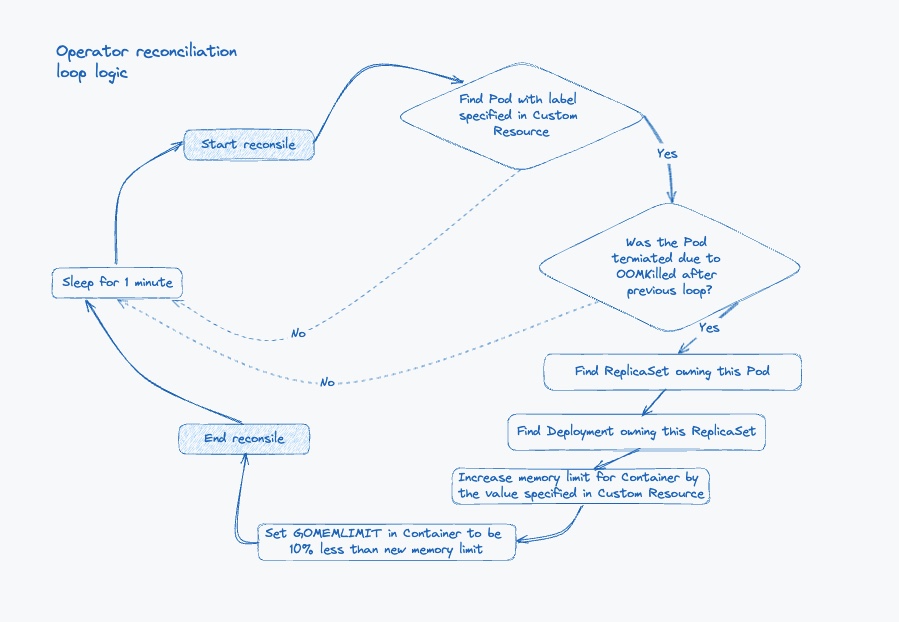 Operator reconciliation
loop logic
Find Pod with label
specified in Custom
Resource
Start reconsile
Yes
Was the Pod
termiated due to
OOMKilled after
previous loop?
Sleep for 1 minute
No
Yes
No
Find ReplicaSet owning this Pod
Find Deployment owning this ReplicaSet
End reconsile
Increase memory limit for Container by
the value specified in Custom Resource
Set GOMEMLIMIT in Container to be
10% less than new memory limit